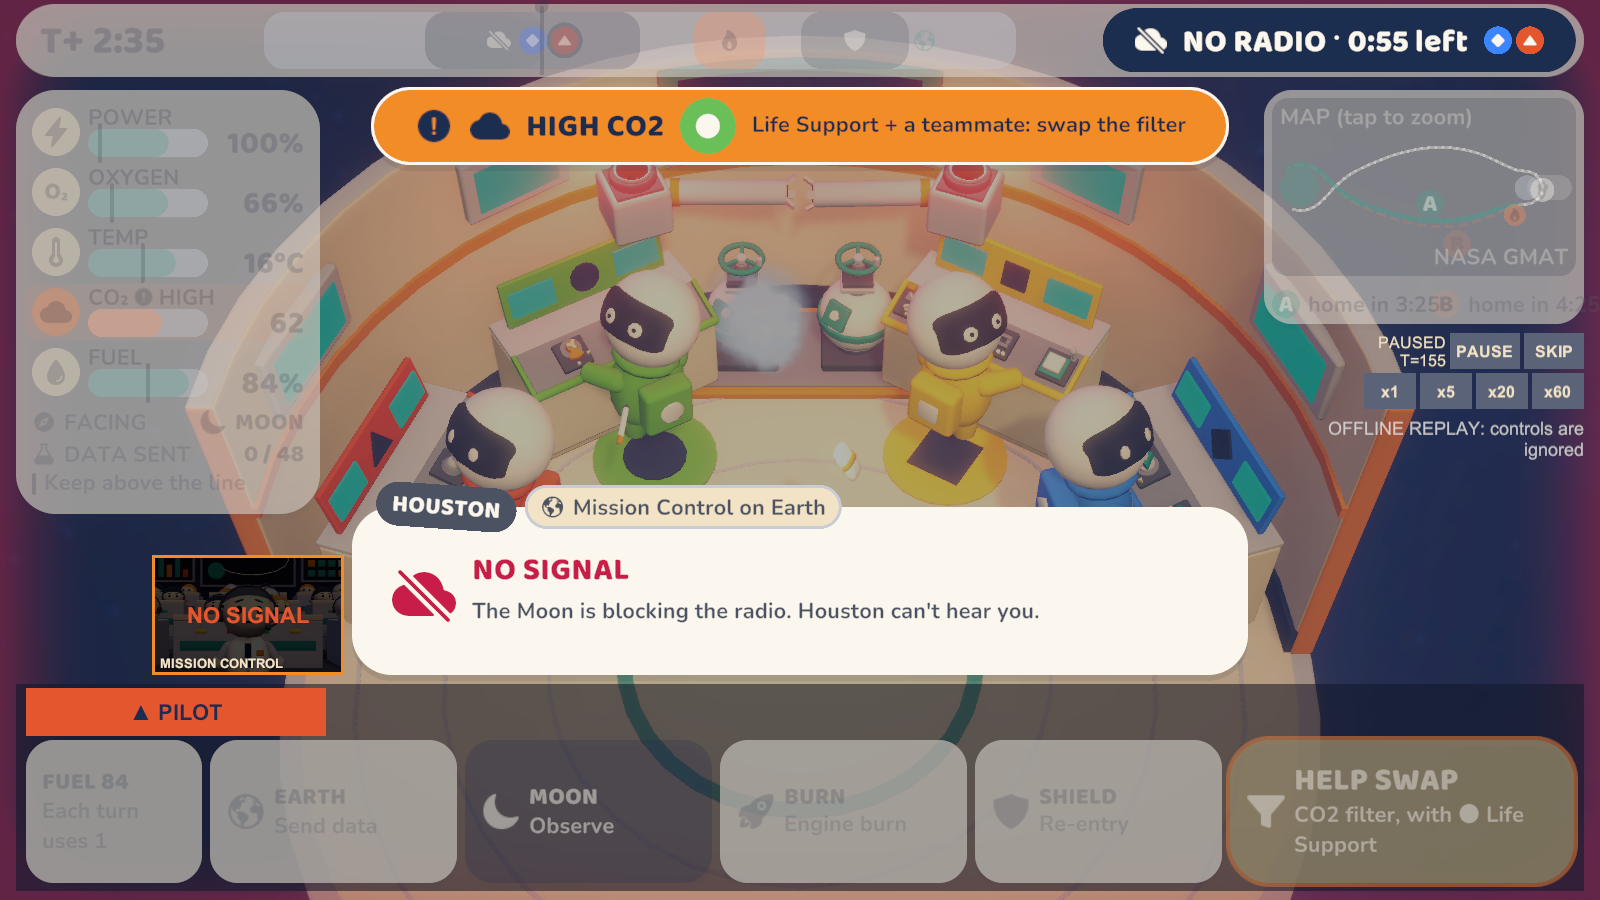 T+ 2:35
NO RADIO · 0:55 left
! HIGH CO2 Life Support + a teammate: swap the filter
POWER
100%
OXYGEN
O₂
66%
TEMP
16°C
CO₂ ! HIGH
62
FUEL
84%
FACING MOON
DATA SENT 0 / 48
Keep above the line
MAP (tap to zoom)
A
B
NASA GMAT
A home in 3:25 B home in 4:25
PAUSED
T=155
PAUSE SKIP
x1 x5 x20 x60
OFFLINE REPLAY: controls are
ignored
HOUSTON Mission Control on Earth
NO SIGNAL
The Moon is blocking the radio. Houston can't hear you.
NO SIGNAL
MISSION CONTROL
▲ PILOT
FUEL 84
Each turn
uses 1
EARTH
Send data
MOON
Observe
BURN
Engine burn
SHIELD
Re-entry
HELP SWAP
CO2 filter, with ● Life
Support